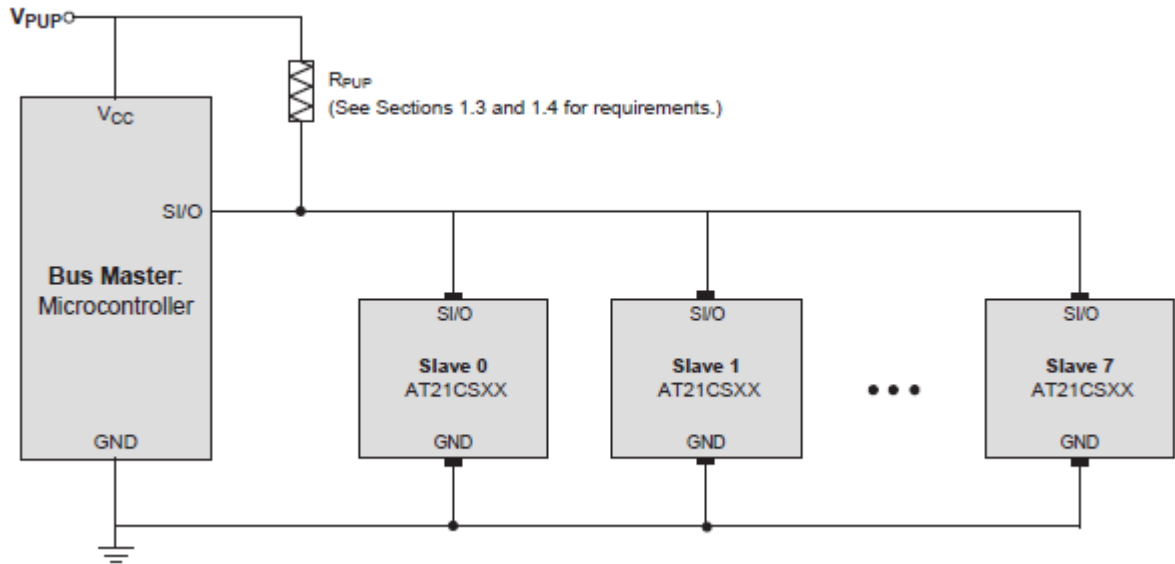 VPUP
RPUP
(See Sections 1.3 and 1.4 for requirements.)
VCC
SI/O
Bus Master:
Microcontroller
GND
SI/O
Slave 0
AT21CSXX
GND
SI/O
Slave 1
AT21CSXX
GND
SI/O
Slave 7
AT21CSXX
GND